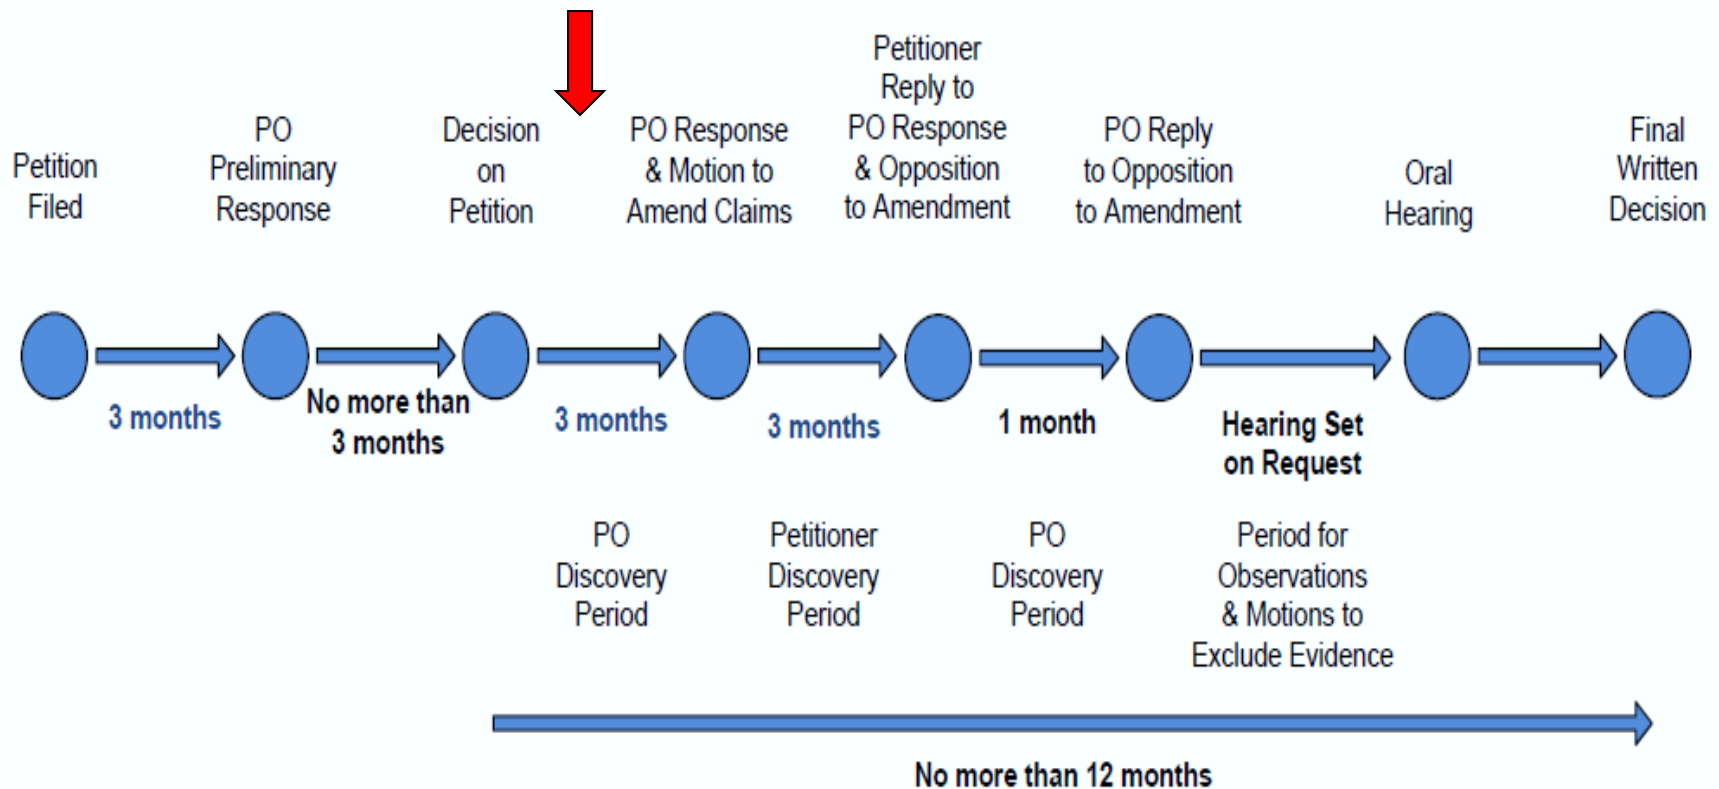 Petition
Filed
PO
Preliminary
Response
Decision
on
Petition
PO Response
& Motion to
Amend Claims
Petitioner
Reply to
PO Response
& Opposition
to Amendment
PO Reply
to Opposition
to Amendment
Oral
Hearing
Final
Written
Decision
3 months
No more than
3 months
3 months
3 months
1 month
Hearing Set
on Request
PO
Discovery
Period
Petitioner
Discovery
Period
PO
Discovery
Period
Period for
Observations
& Motions to
Exclude Evidence
No more than 12 months